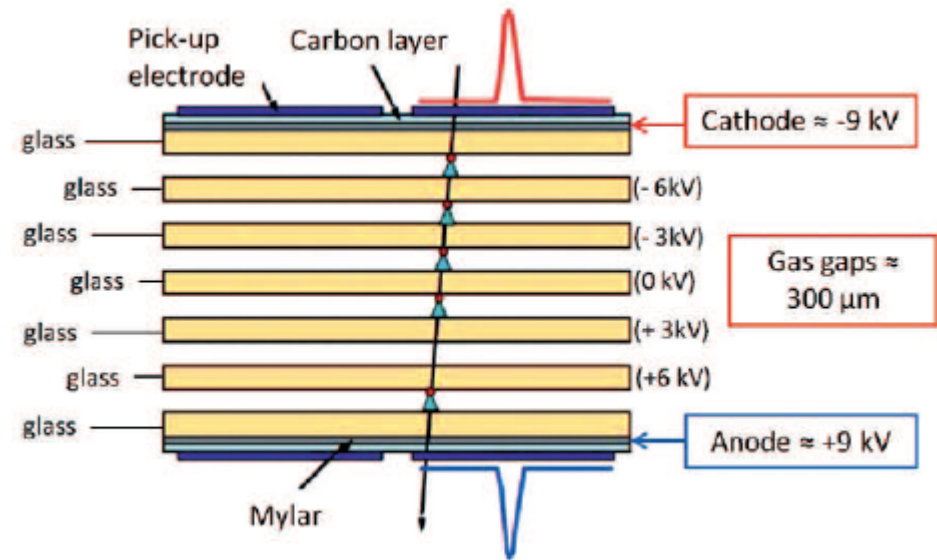 Pick-up
electrode
Carbon layer
Cathode ≈ -9 kV
glass
glass
(- 6kV)
glass
(- 3kV)
Gas gaps ≈
300 μm
glass
(0 kV)
glass
(+ 3kV)
glass
(+6 kV)
glass
Anode ≈ +9 kV
Mylar